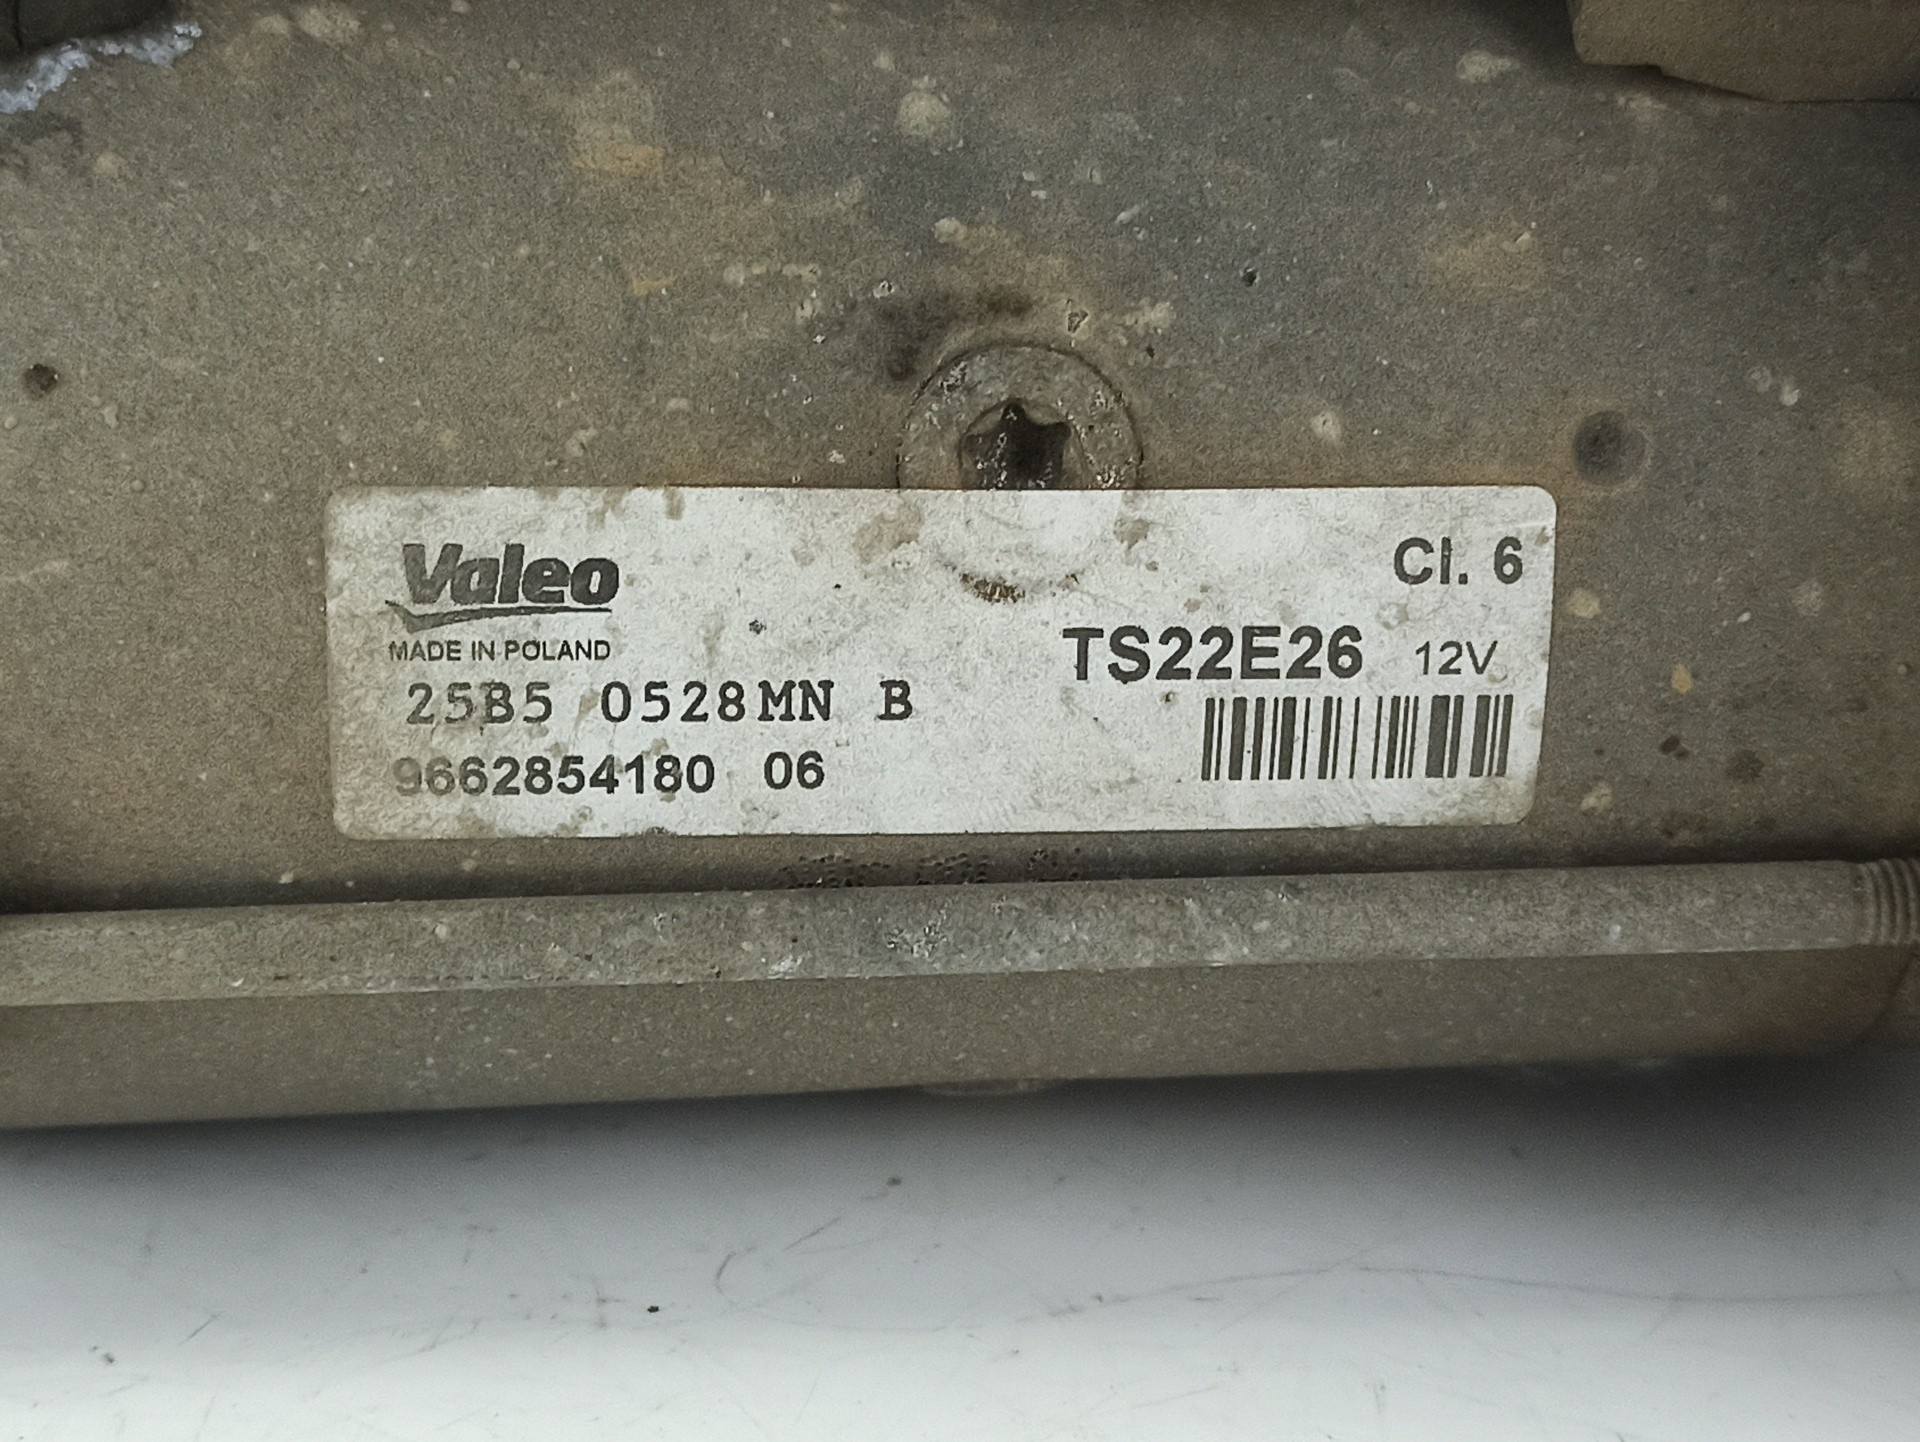 Valeo
Cl. 6
MADE IN POLAND
TS22E26 12V
25B5 0528MN B
9662854180 06